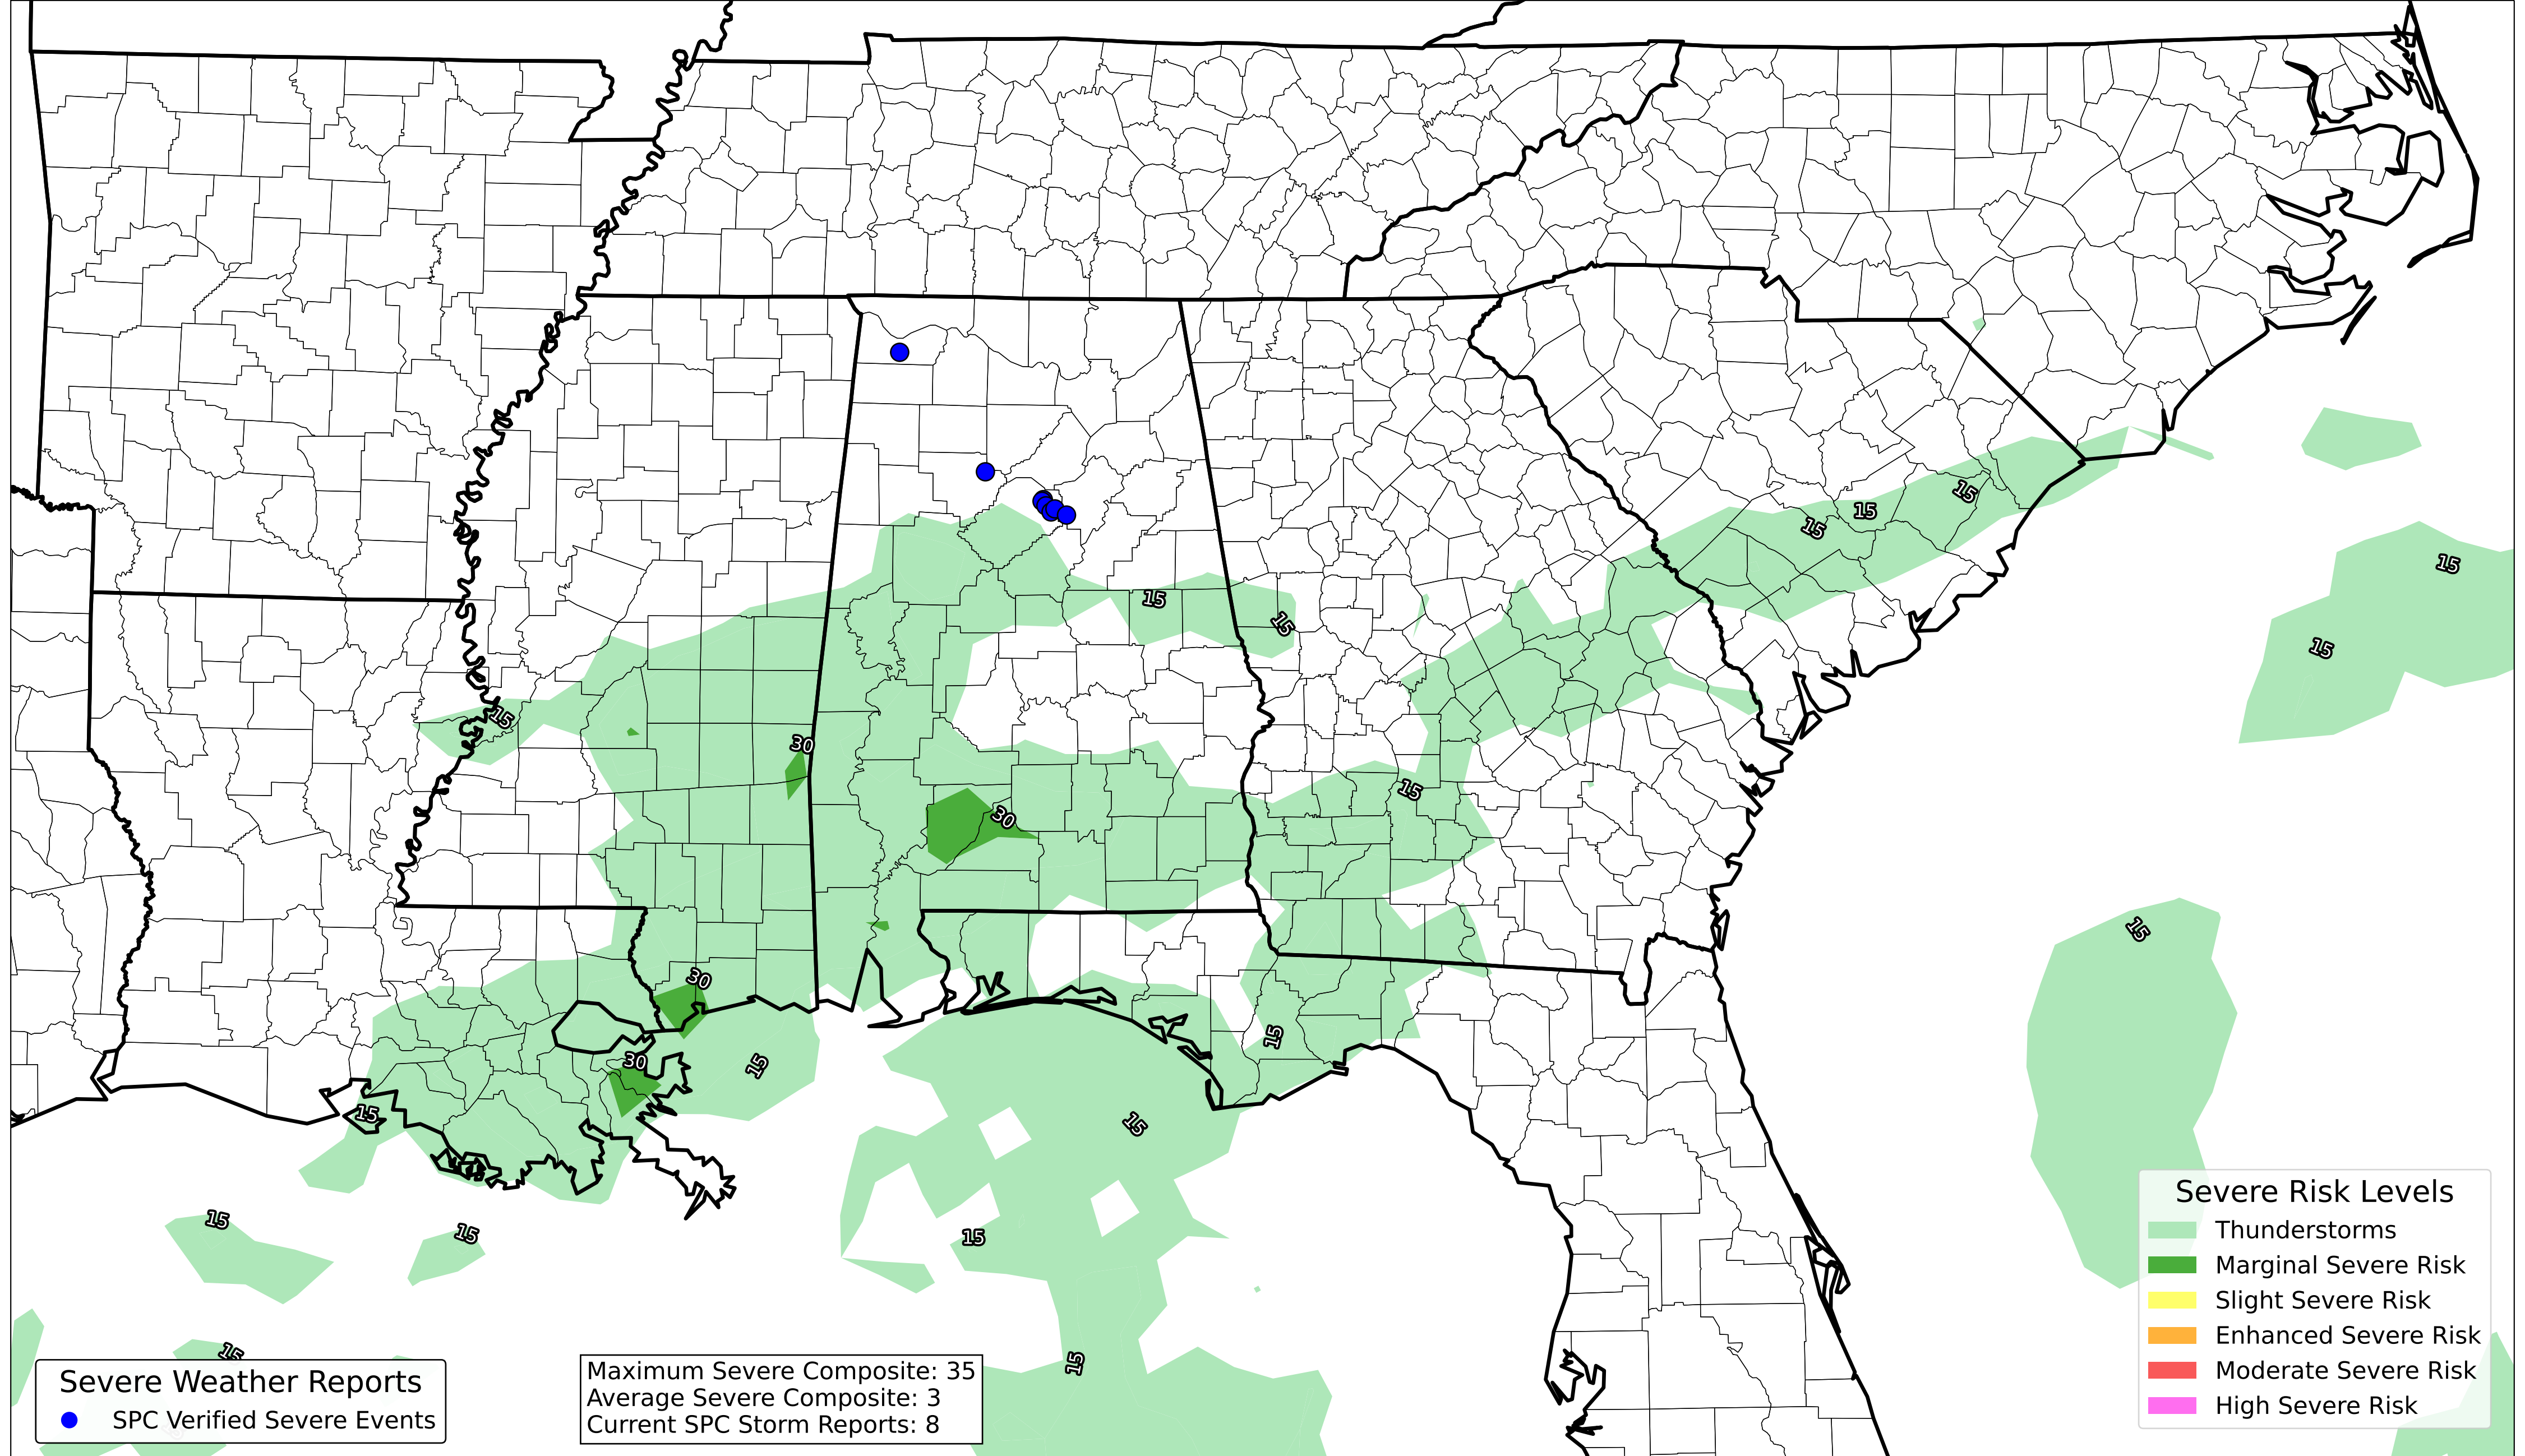 15
15
15
15
15
15
15
15
15
30
30
15
15
30
15
30
15
15
15
15
15
15
15
Severe Risk Levels
Thunderstorms
Marginal Severe Risk
Slight Severe Risk
Enhanced Severe Risk
Moderate Severe Risk
High Severe Risk
Severe Weather Reports
SPC Verified Severe Events
Maximum Severe Composite: 35
Average Severe Composite: 3
Current SPC Storm Reports: 8